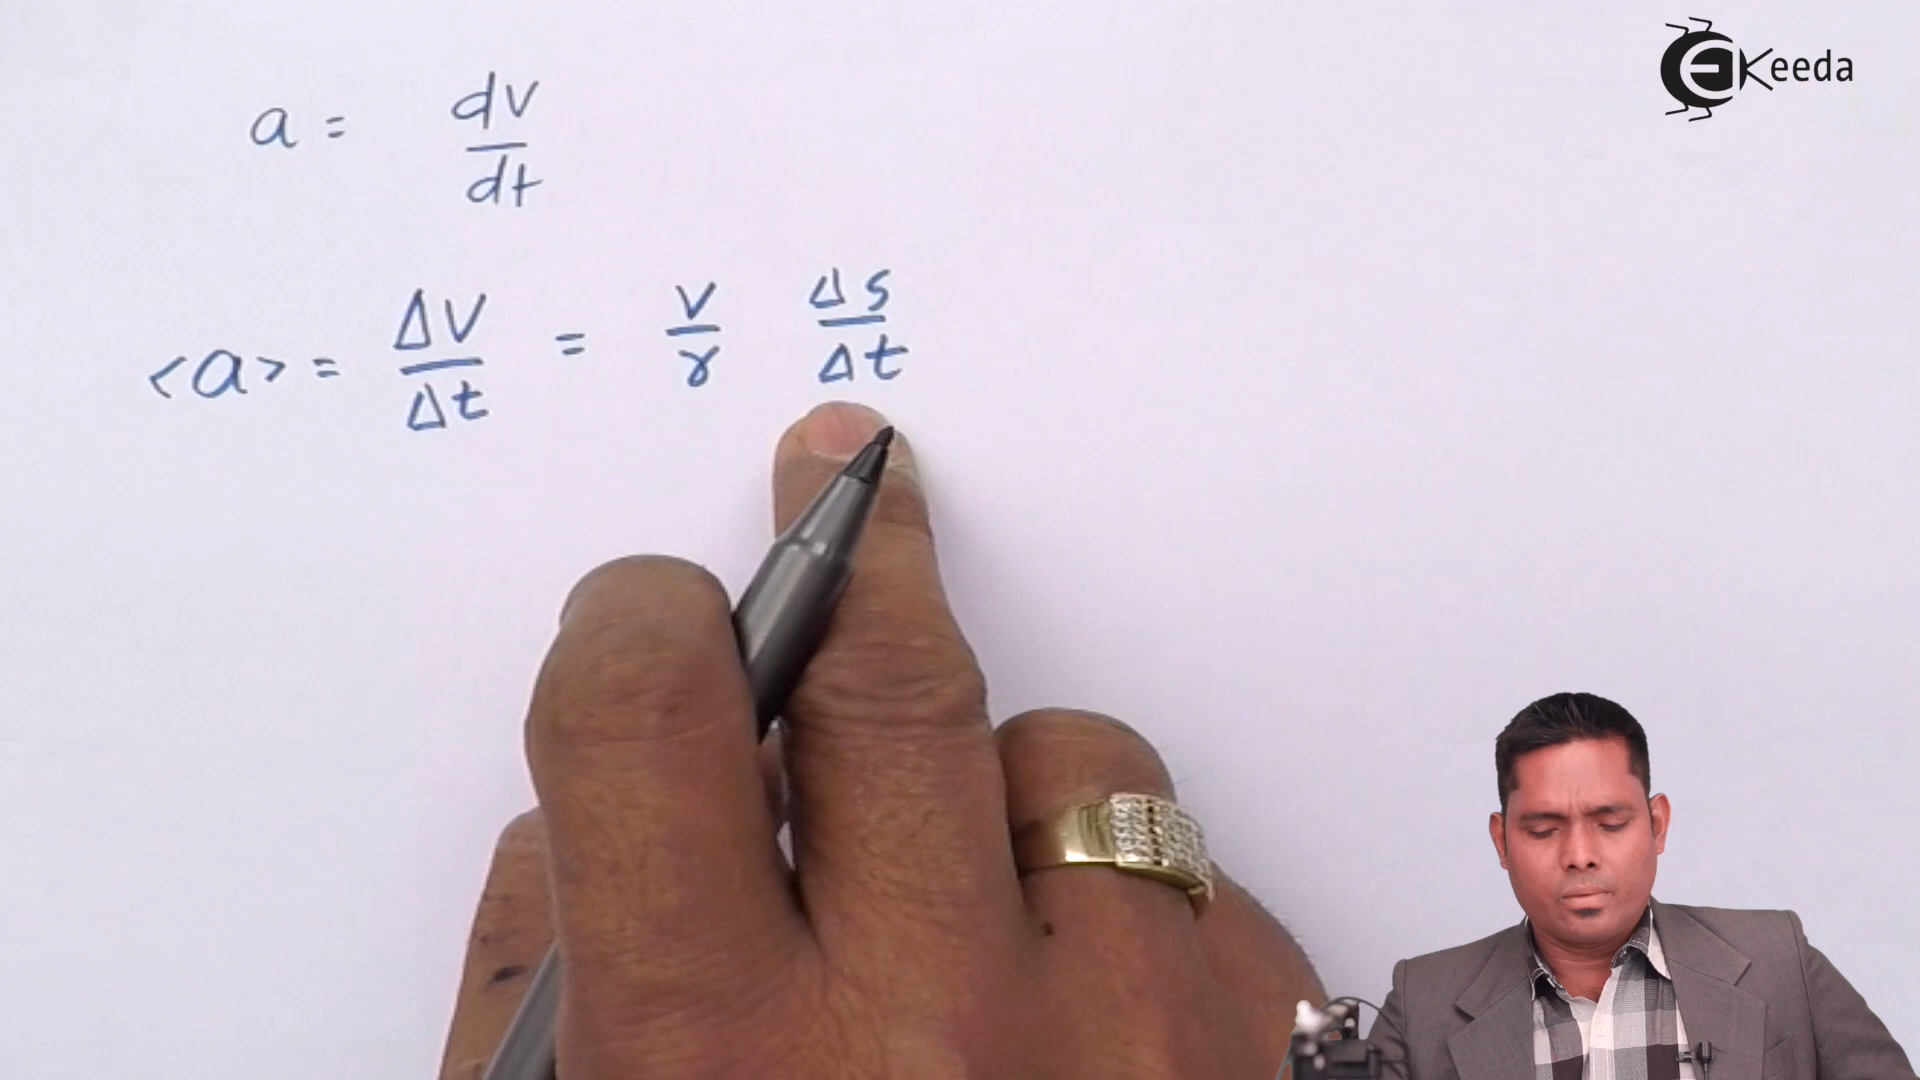 Keeda
a = dv/dt
<a> = Δv/Δt = v/r Δs/Δt